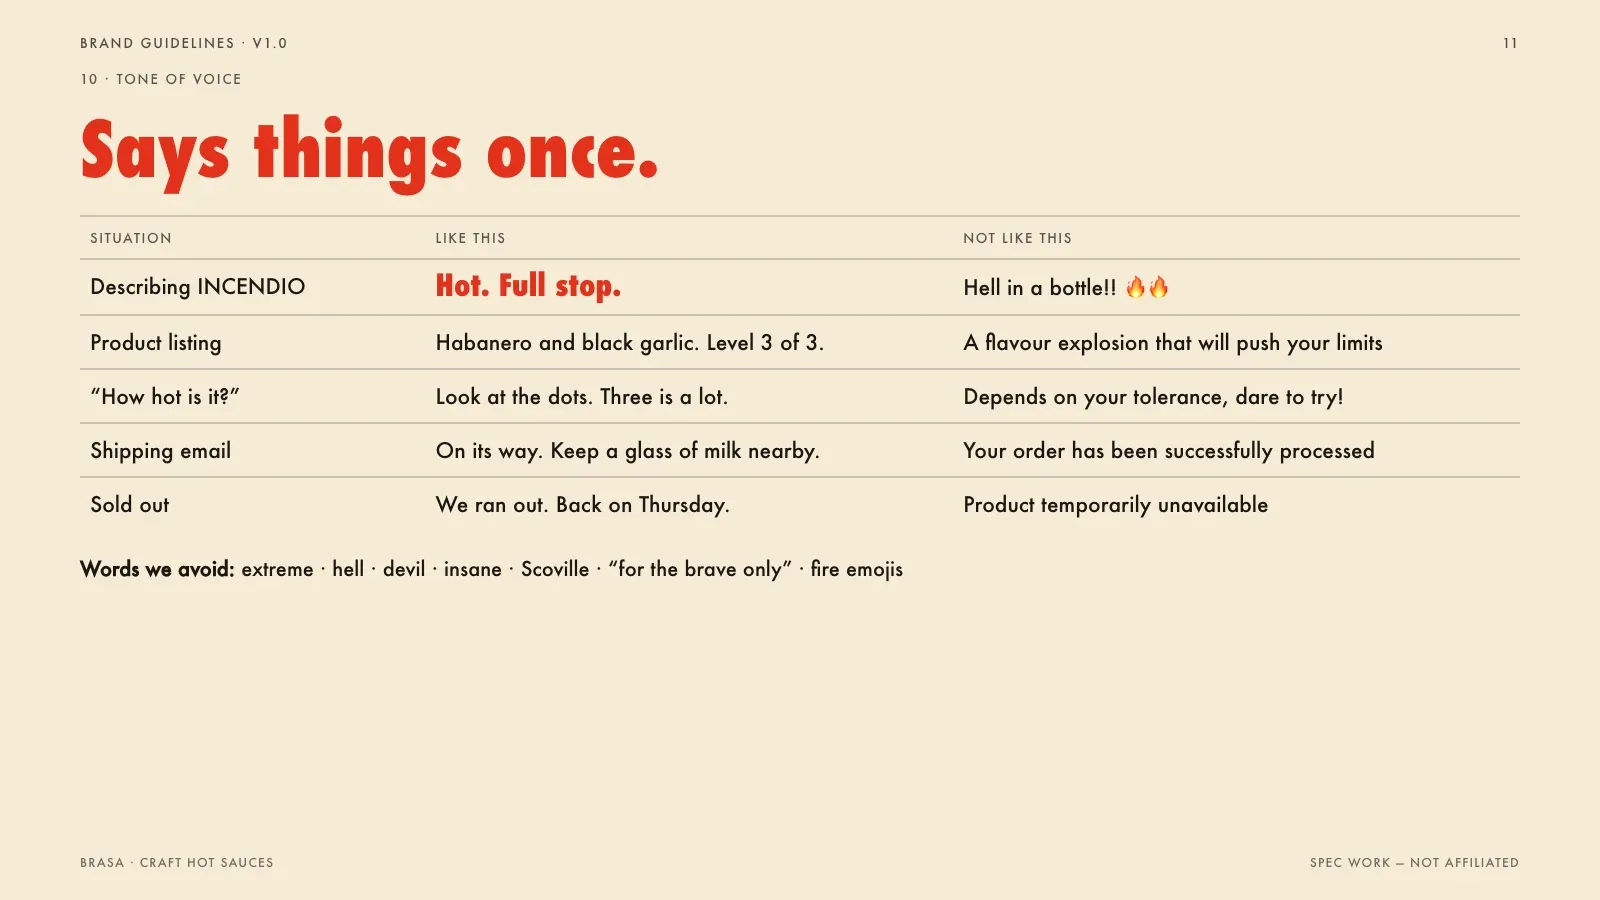 BRAND GUIDELINES · V1.0 11
10 · TONE OF VOICE
Says things once.
SITUATION LIKE THIS NOT LIKE THIS
Describing INCENDIO Hot. Full stop. Hell in a bottle!! 🔥🔥
Product listing Habanero and black garlic. Level 3 of 3. A flavour explosion that will push your limits
“How hot is it?” Look at the dots. Three is a lot. Depends on your tolerance, dare to try!
Shipping email On its way. Keep a glass of milk nearby. Your order has been successfully processed
Sold out We ran out. Back on Thursday. Product temporarily unavailable
Words we avoid: extreme · hell · devil · insane · Scoville · “for the brave only” · fire emojis
BRASA · CRAFT HOT SAUCES SPEC WORK — NOT AFFILIATED